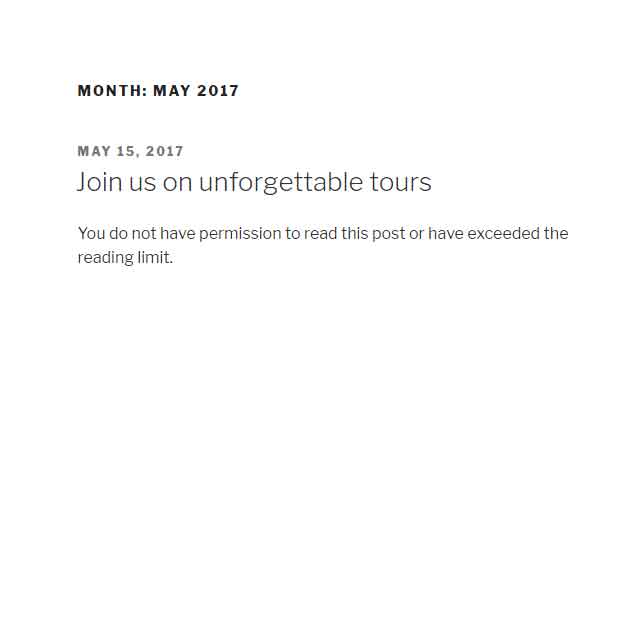 MONTH: MAY 2017
MAY 15, 2017
Join us on unforgettable tours
You do not have permission to read this post or have exceeded the
reading limit.